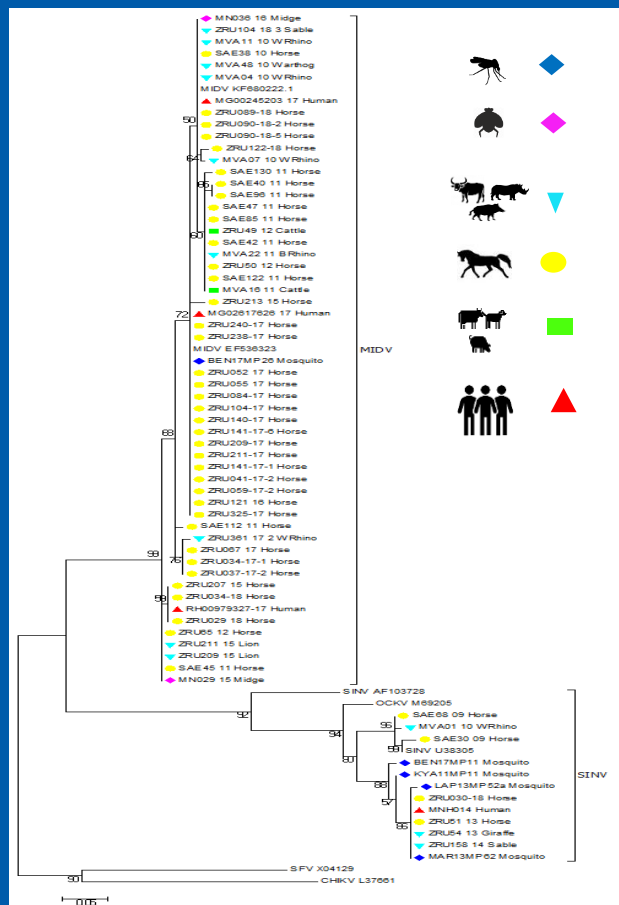 MN036 16 Midge
ZRU104 18 3 Sable
MVA11 10 WRhino
SAE38 10 Horse
MVA48 10 Warthog
MVA04 10 WRhino
MIDV KF680222.1
MG00245203 17 Human
50
ZRU089-18 Horse
ZRU090-18-2 Horse
ZRU090-18-5 Horse
ZRU122-18 Horse
64
MVA07 10 WRhino
SAE130 11 Horse
SAE40 11 Horse
SAE96 11 Horse
SAE47 11 Horse
SAE85 11 Horse
ZRU49 12 Cattle
60
SAE42 11 Horse
MVA22 11 BRhino
ZRU50 12 Horse
SAE122 11 Horse
MVA16 11 Cattle
ZRU213 15 Horse
72
MG02617626 17 Human
ZRU240-17 Horse
ZRU238-17 Horse
MIDV EF536323
MIDV
BEN17MP26 Mosquito
ZRU052 17 Horse
ZRU055 17 Horse
ZRU084-17 Horse
ZRU104-17 Horse
ZRU140-17 Horse
63
ZRU141-17-6 Horse
ZRU209-17 Horse
ZRU211-17 Horse
ZRU141-17-1 Horse
ZRU041-17-2 Horse
ZRU059-17-2 Horse
ZRU121 16 Horse
ZRU325-17 Horse
SAE112 11 Horse
ZRU361 17 2 WRhino
ZRU067 17 Horse
76
ZRU034-17-1 Horse
ZRU037-17-2 Horse
ZRU207 15 Horse
ZRU034-18 Horse
RH00979327-17 Human
ZRU029 18 Horse
ZRU65 12 Horse
ZRU211 15 Lion
ZRU209 15 Lion
SAE45 11 Horse
MN029 15 Midge
SINV AF103728
OCKV M69205
92
SAE68 09 Horse
96
MVA01 10 WRhino
94
SAE30 09 Horse
SINV U38305
BEN17MP11 Mosquito
KYA11MP11 Mosquito
SINV
88
LAP13MP52a Mosquito
57
ZRU030-18 Horse
MNH014 Human
ZRU51 13 Horse
ZRU54 13 Giraffe
ZRU158 14 Sable
MAR13MP62 Mosquito
SFV X04129
90
CHIKV L37661
0.05